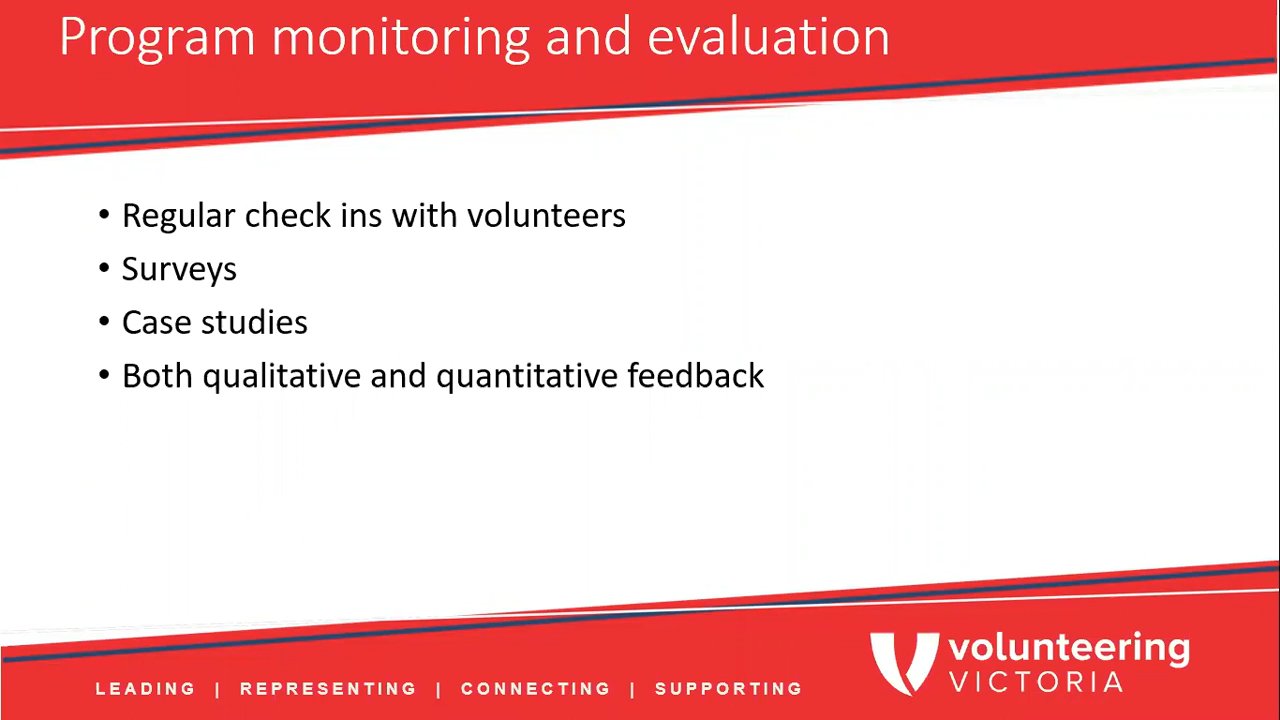 Program monitoring and evaluation
• Regular check ins with volunteers
• Surveys
• Case studies
• Both qualitative and quantitative feedback
LEADING | REPRESENTING | CONNECTING | SUPPORTING
volunteering
VICTORIA